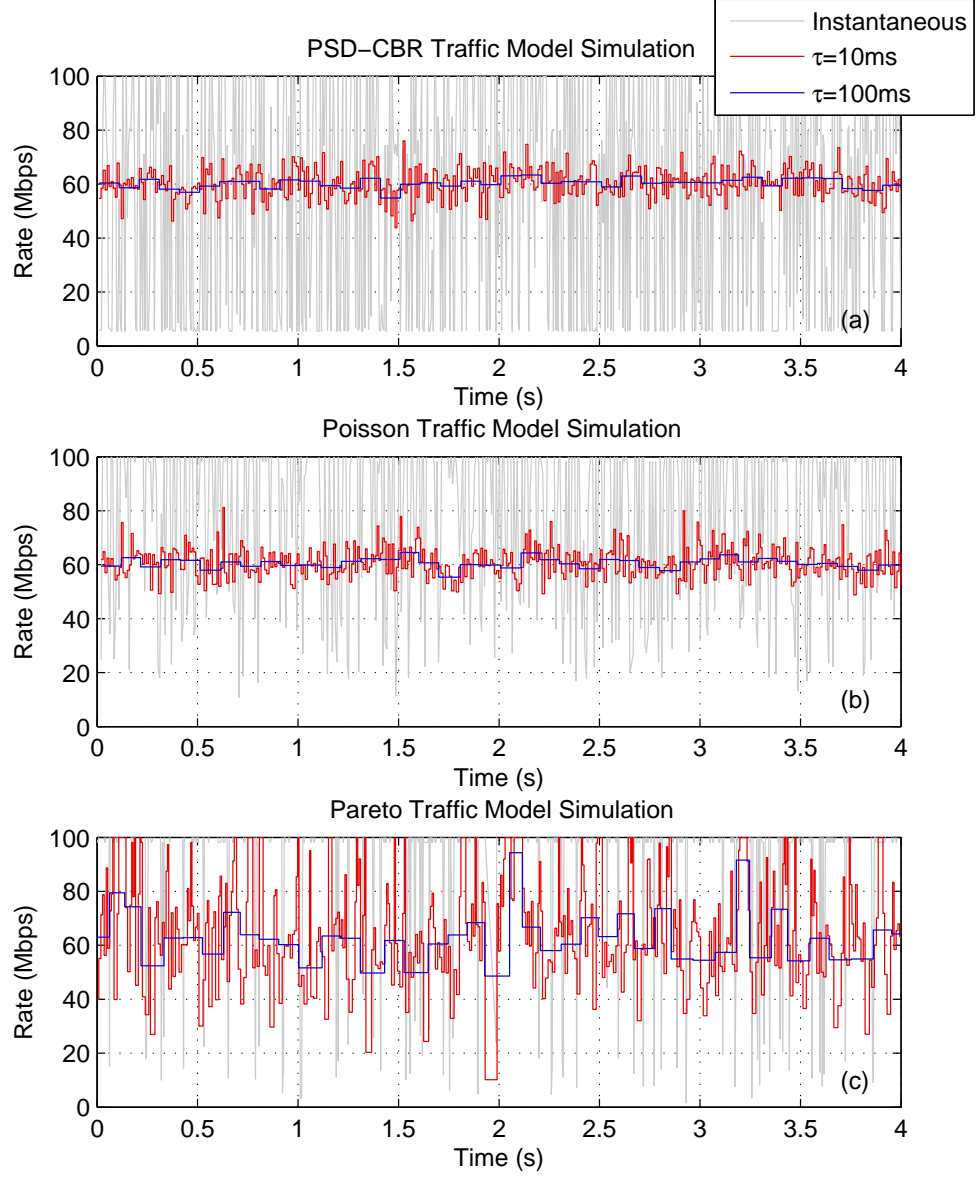 Instantaneous
τ=10ms
τ=100ms
PSD−CBR Traffic Model Simulation
100
80
60
40
20
0
Rate (Mbps)
(a)
0 0.5 1 1.5 2 2.5 3 3.5 4
Time (s)
Poisson Traffic Model Simulation
100
80
60
40
20
0
Rate (Mbps)
(b)
0 0.5 1 1.5 2 2.5 3 3.5 4
Time (s)
Pareto Traffic Model Simulation
100
80
60
40
20
0
Rate (Mbps)
(c)
0 0.5 1 1.5 2 2.5 3 3.5 4
Time (s)